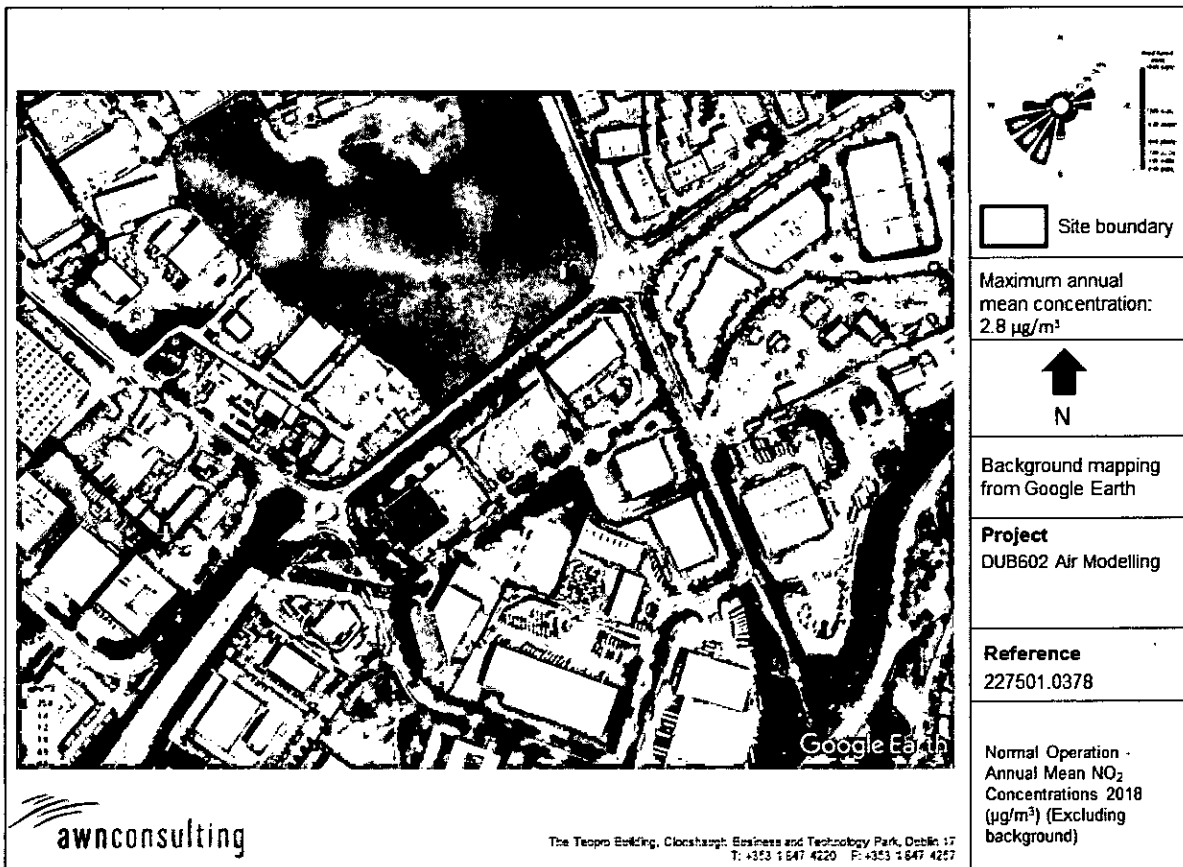 N
W
E
S
Site boundary
Maximum annual
mean concentration:
2.8 µg/m³
N
Background mapping
from Google Earth
Project
DUB602 Air Modelling
Reference
227501.0378
Normal Operation -
Annual Mean NO₂
Concentrations 2018
(µg/m³) (Excluding
background)
Google Earth
awnconsulting
The Tecpro Building, Clonshaugh Business and Technology Park, Dublin 17
T: +353 1 847 4220 F: +353 1 847 4257